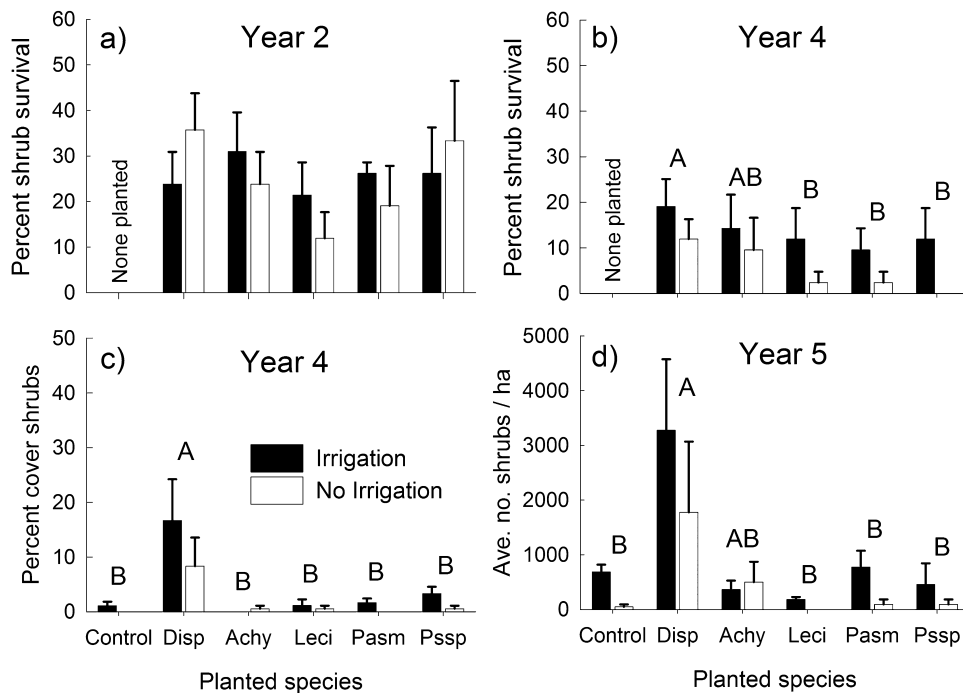 a)
Year 2
60
50
40
30
20
10
0
Percent shrub survival
None planted
b)
Year 4
60
50
40
30
20
10
0
Percent shrub survival
None planted
A
AB
B
B
B
c)
Year 4
50
40
30
20
10
0
Percent cover shrubs
B
A
B
B
B
B
Irrigation
No Irrigation
Control Disp Achy Leci Pasm Pssp
Planted species
d)
Year 5
5000
4000
3000
2000
1000
0
Ave. no. shrubs / ha
B
A
AB
B
B
B
Control Disp Achy Leci Pasm Pssp
Planted species